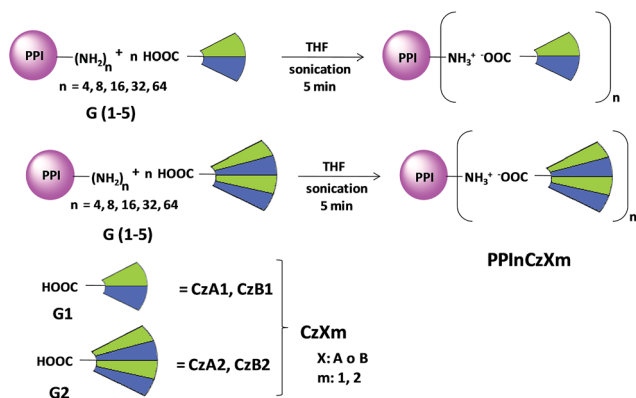 PPI (NH₂)n + n HOOC THF PPI NH₃⁺ ⁻OOC n
sonication
5 min
n = 4, 8, 16, 32, 64
G (1-5)
PPI (NH₂)n + n HOOC THF PPI NH₃⁺ ⁻OOC n
sonication
5 min
n = 4, 8, 16, 32, 64
G (1-5)
PPInCzXm
HOOC = CzA1, CzB1
G1
CzXm
X: A o B
m: 1, 2
HOOC = CzA2, CzB2
G2